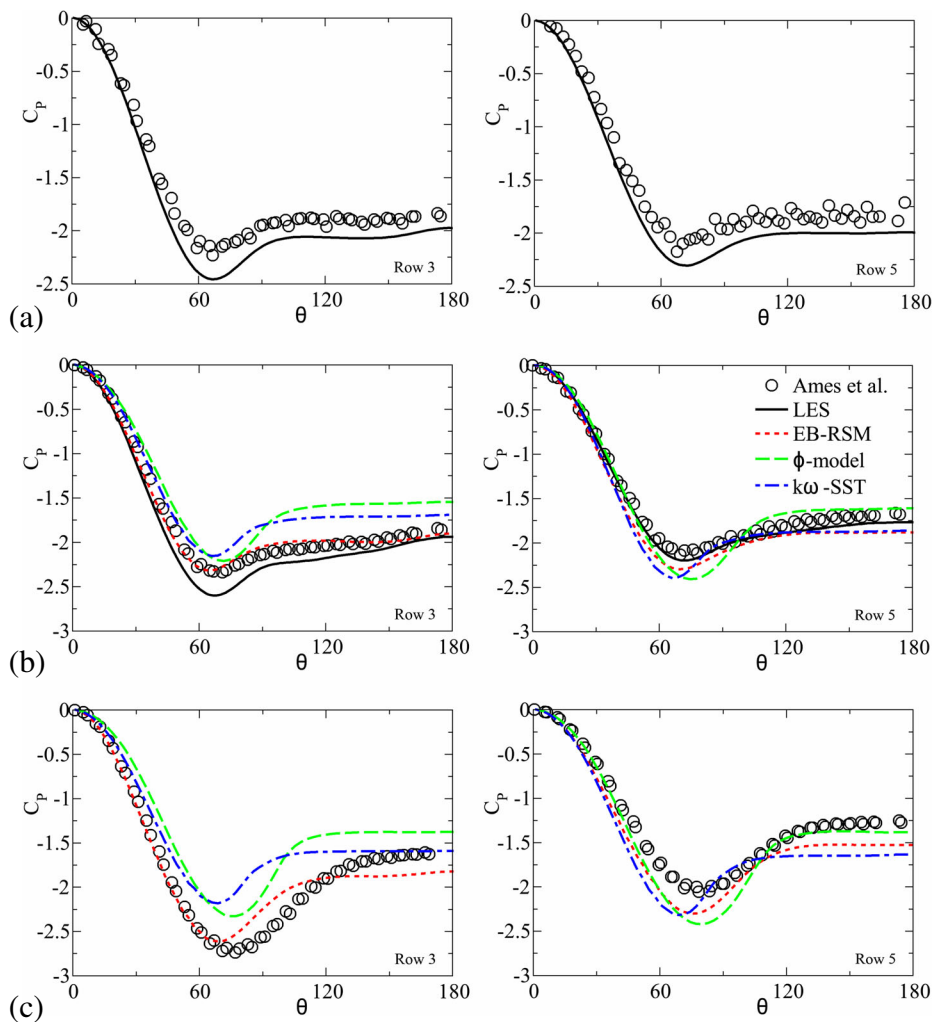 0
-0.5
-1
-1.5
-2
-2.5
C_P
0 60 120 180
θ
Row 3
0
-0.5
-1
-1.5
-2
-2.5
C_P
0 60 120 180
θ
Row 5
(a)
0
-0.5
-1
-1.5
-2
-2.5
-3
C_P
0 60 120 180
θ
Row 3
0
-0.5
-1
-1.5
-2
-2.5
-3
C_P
0 60 120 180
θ
Ames et al.
LES
EB-RSM
ϕ-model
kω -SST
Row 5
(b)
0
-0.5
-1
-1.5
-2
-2.5
-3
C_P
0 60 120 180
θ
Row 3
0
-0.5
-1
-1.5
-2
-2.5
-3
C_P
0 60 120 180
θ
Row 5
(c)